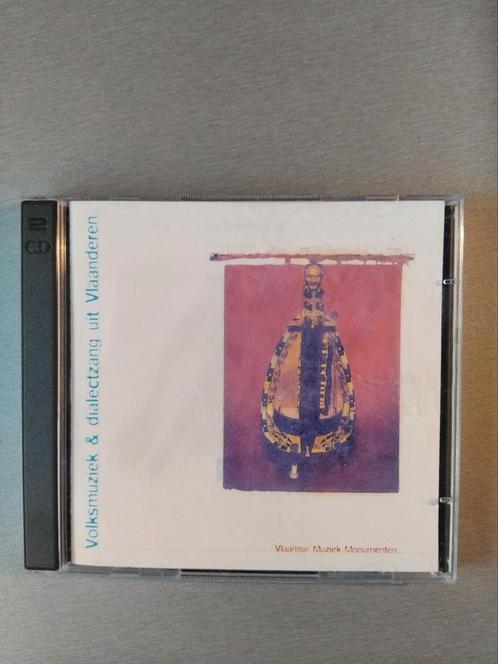 2
CD
Volksmuziek & dialectzang uit Vlaanderen
Vlaamse Muziek Monumenten